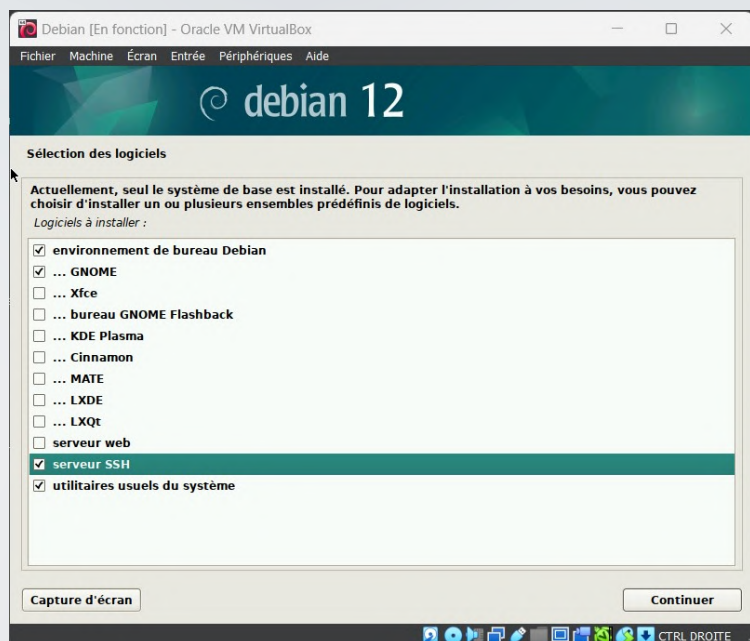 Debian [En fonction] - Oracle VM VirtualBox
Fichier Machine Écran Entrée Périphériques Aide
debian 12
Sélection des logiciels
Actuellement, seul le système de base est installé. Pour adapter l'installation à vos besoins, vous pouvez
choisir d'installer un ou plusieurs ensembles prédéfinis de logiciels.
Logiciels à installer :
environnement de bureau Debian
... GNOME
... Xfce
... bureau GNOME Flashback
... KDE Plasma
... Cinnamon
... MATE
... LXDE
... LXQt
serveur web
serveur SSH
utilitaires usuels du système
Capture d'écran
Continuer
CTRL DROITE